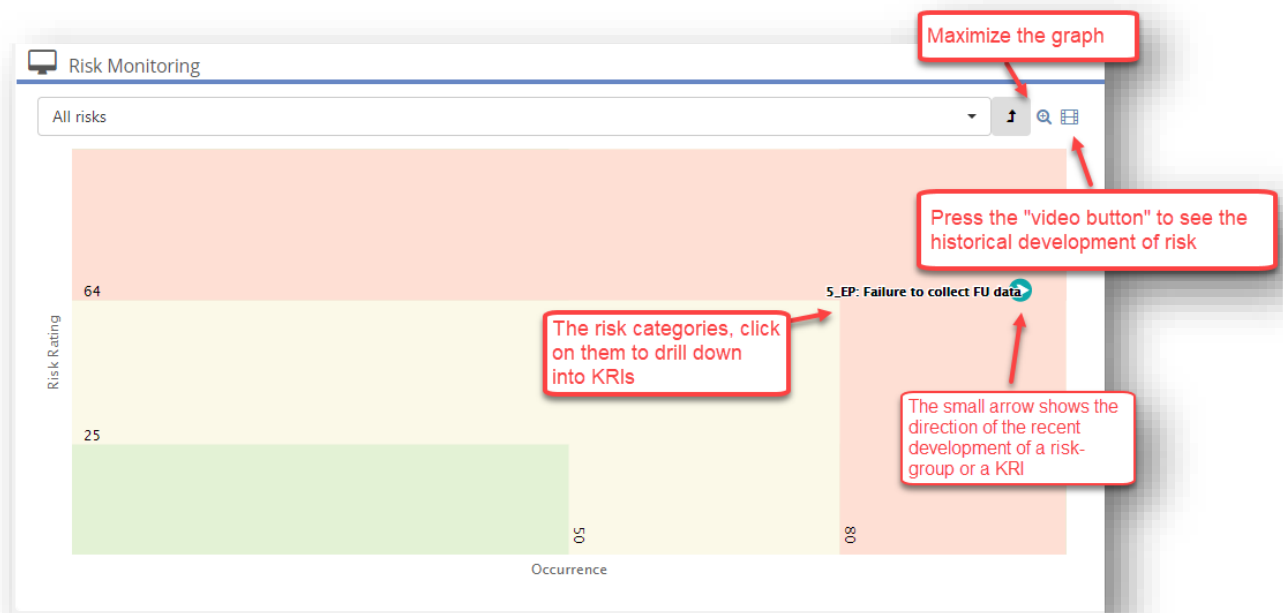 Maximize the graph
Risk Monitoring
All risks
Press the "video button" to see the
historical development of risk
64
5_EP: Failure to collect FU data
The risk categories, click
on them to drill down
into KRIs
Risk Rating
The small arrow shows the
direction of the recent
development of a risk-
group or a KRI
25
50
80
Occurrence